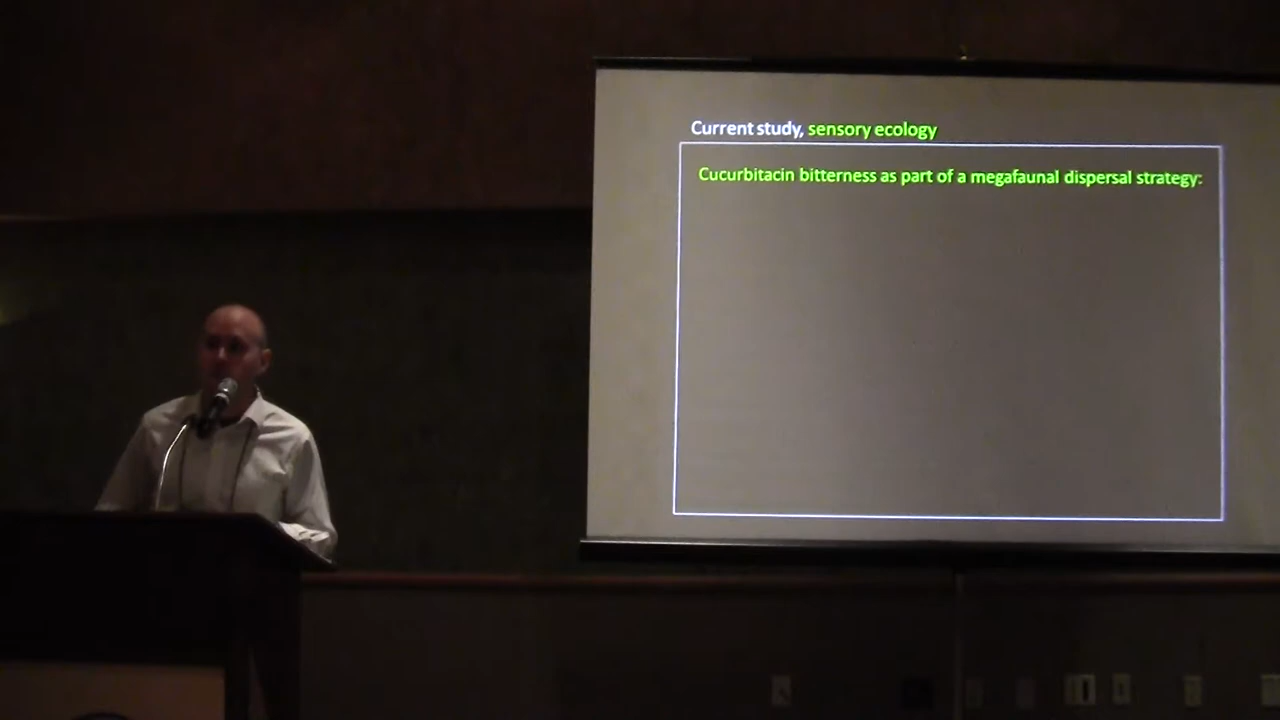 Current study, sensory ecology
Cucurbitacin bitterness as part of a megafaunal dispersal strategy: